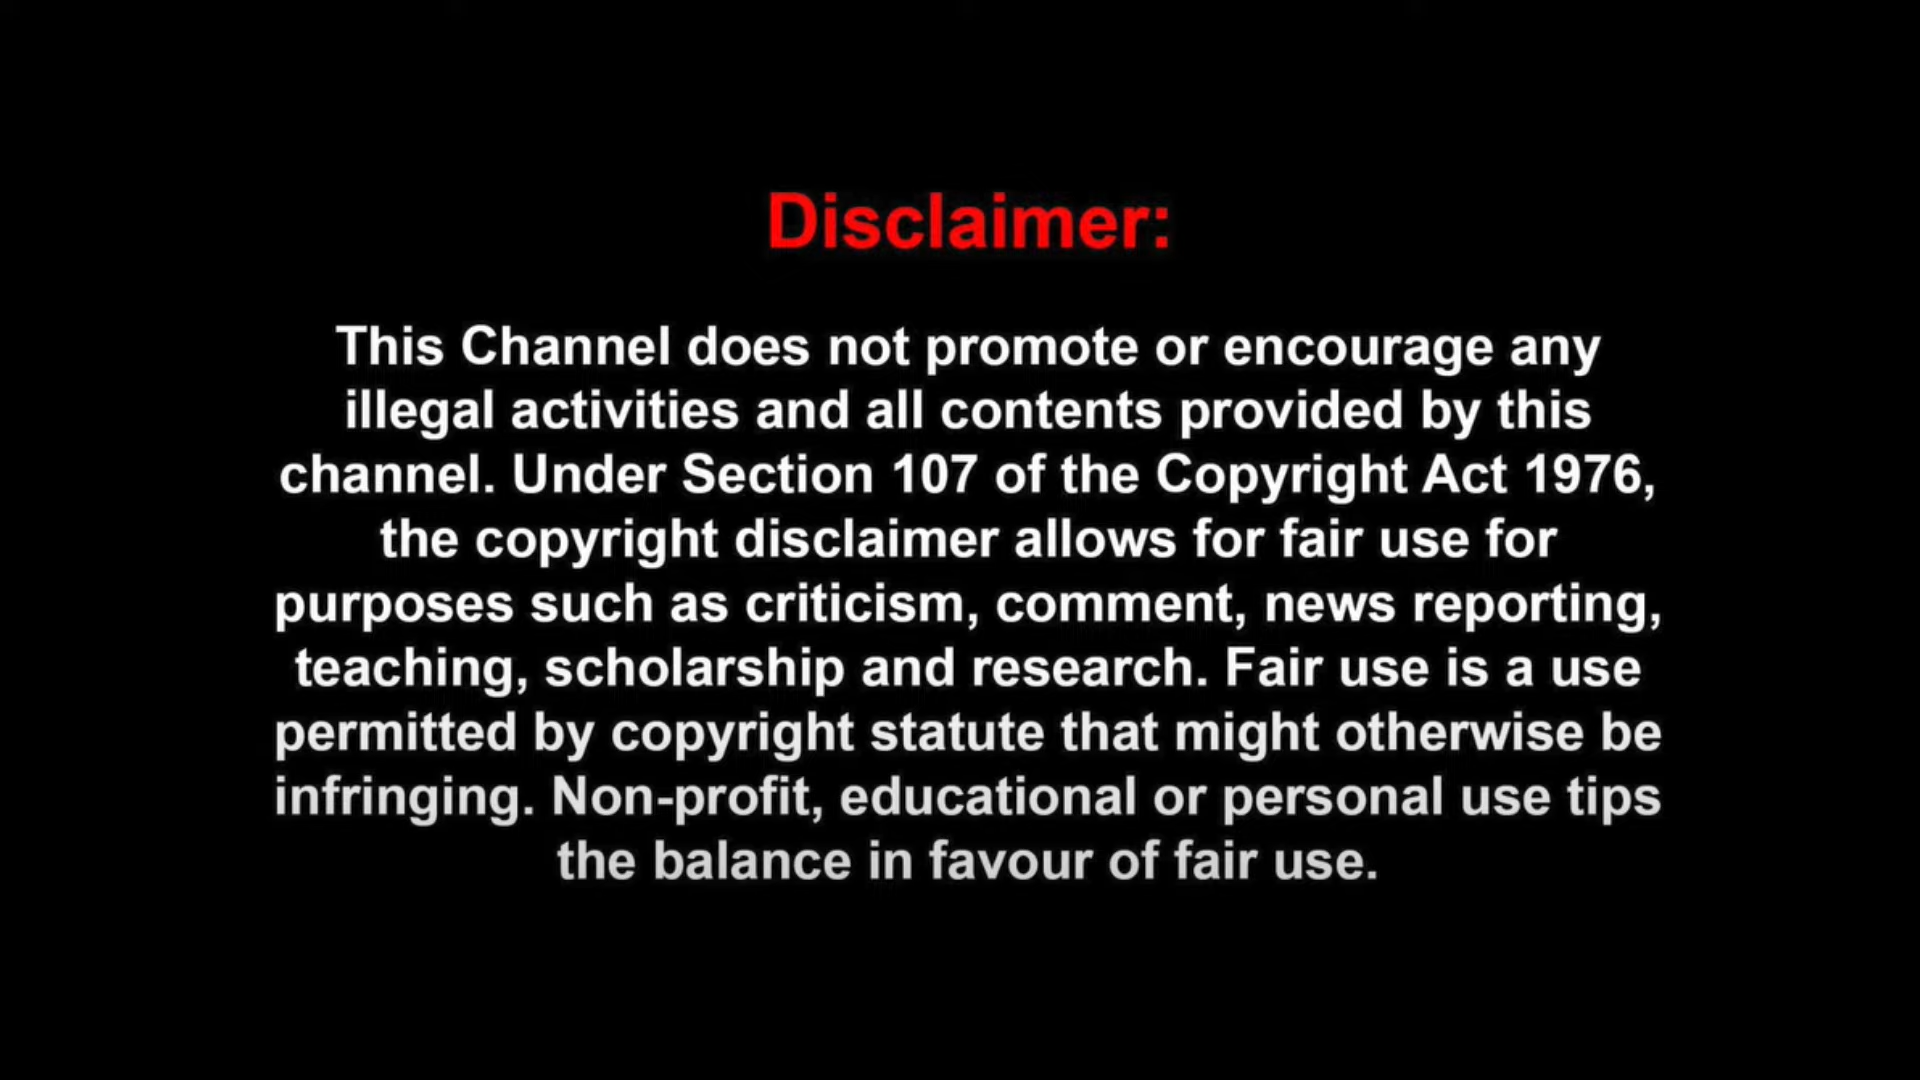 Disclaimer:
This Channel does not promote or encourage any
illegal activities and all contents provided by this
channel. Under Section 107 of the Copyright Act 1976,
the copyright disclaimer allows for fair use for
purposes such as criticism, comment, news reporting,
teaching, scholarship and research. Fair use is a use
permitted by copyright statute that might otherwise be
infringing. Non-profit, educational or personal use tips
the balance in favour of fair use.